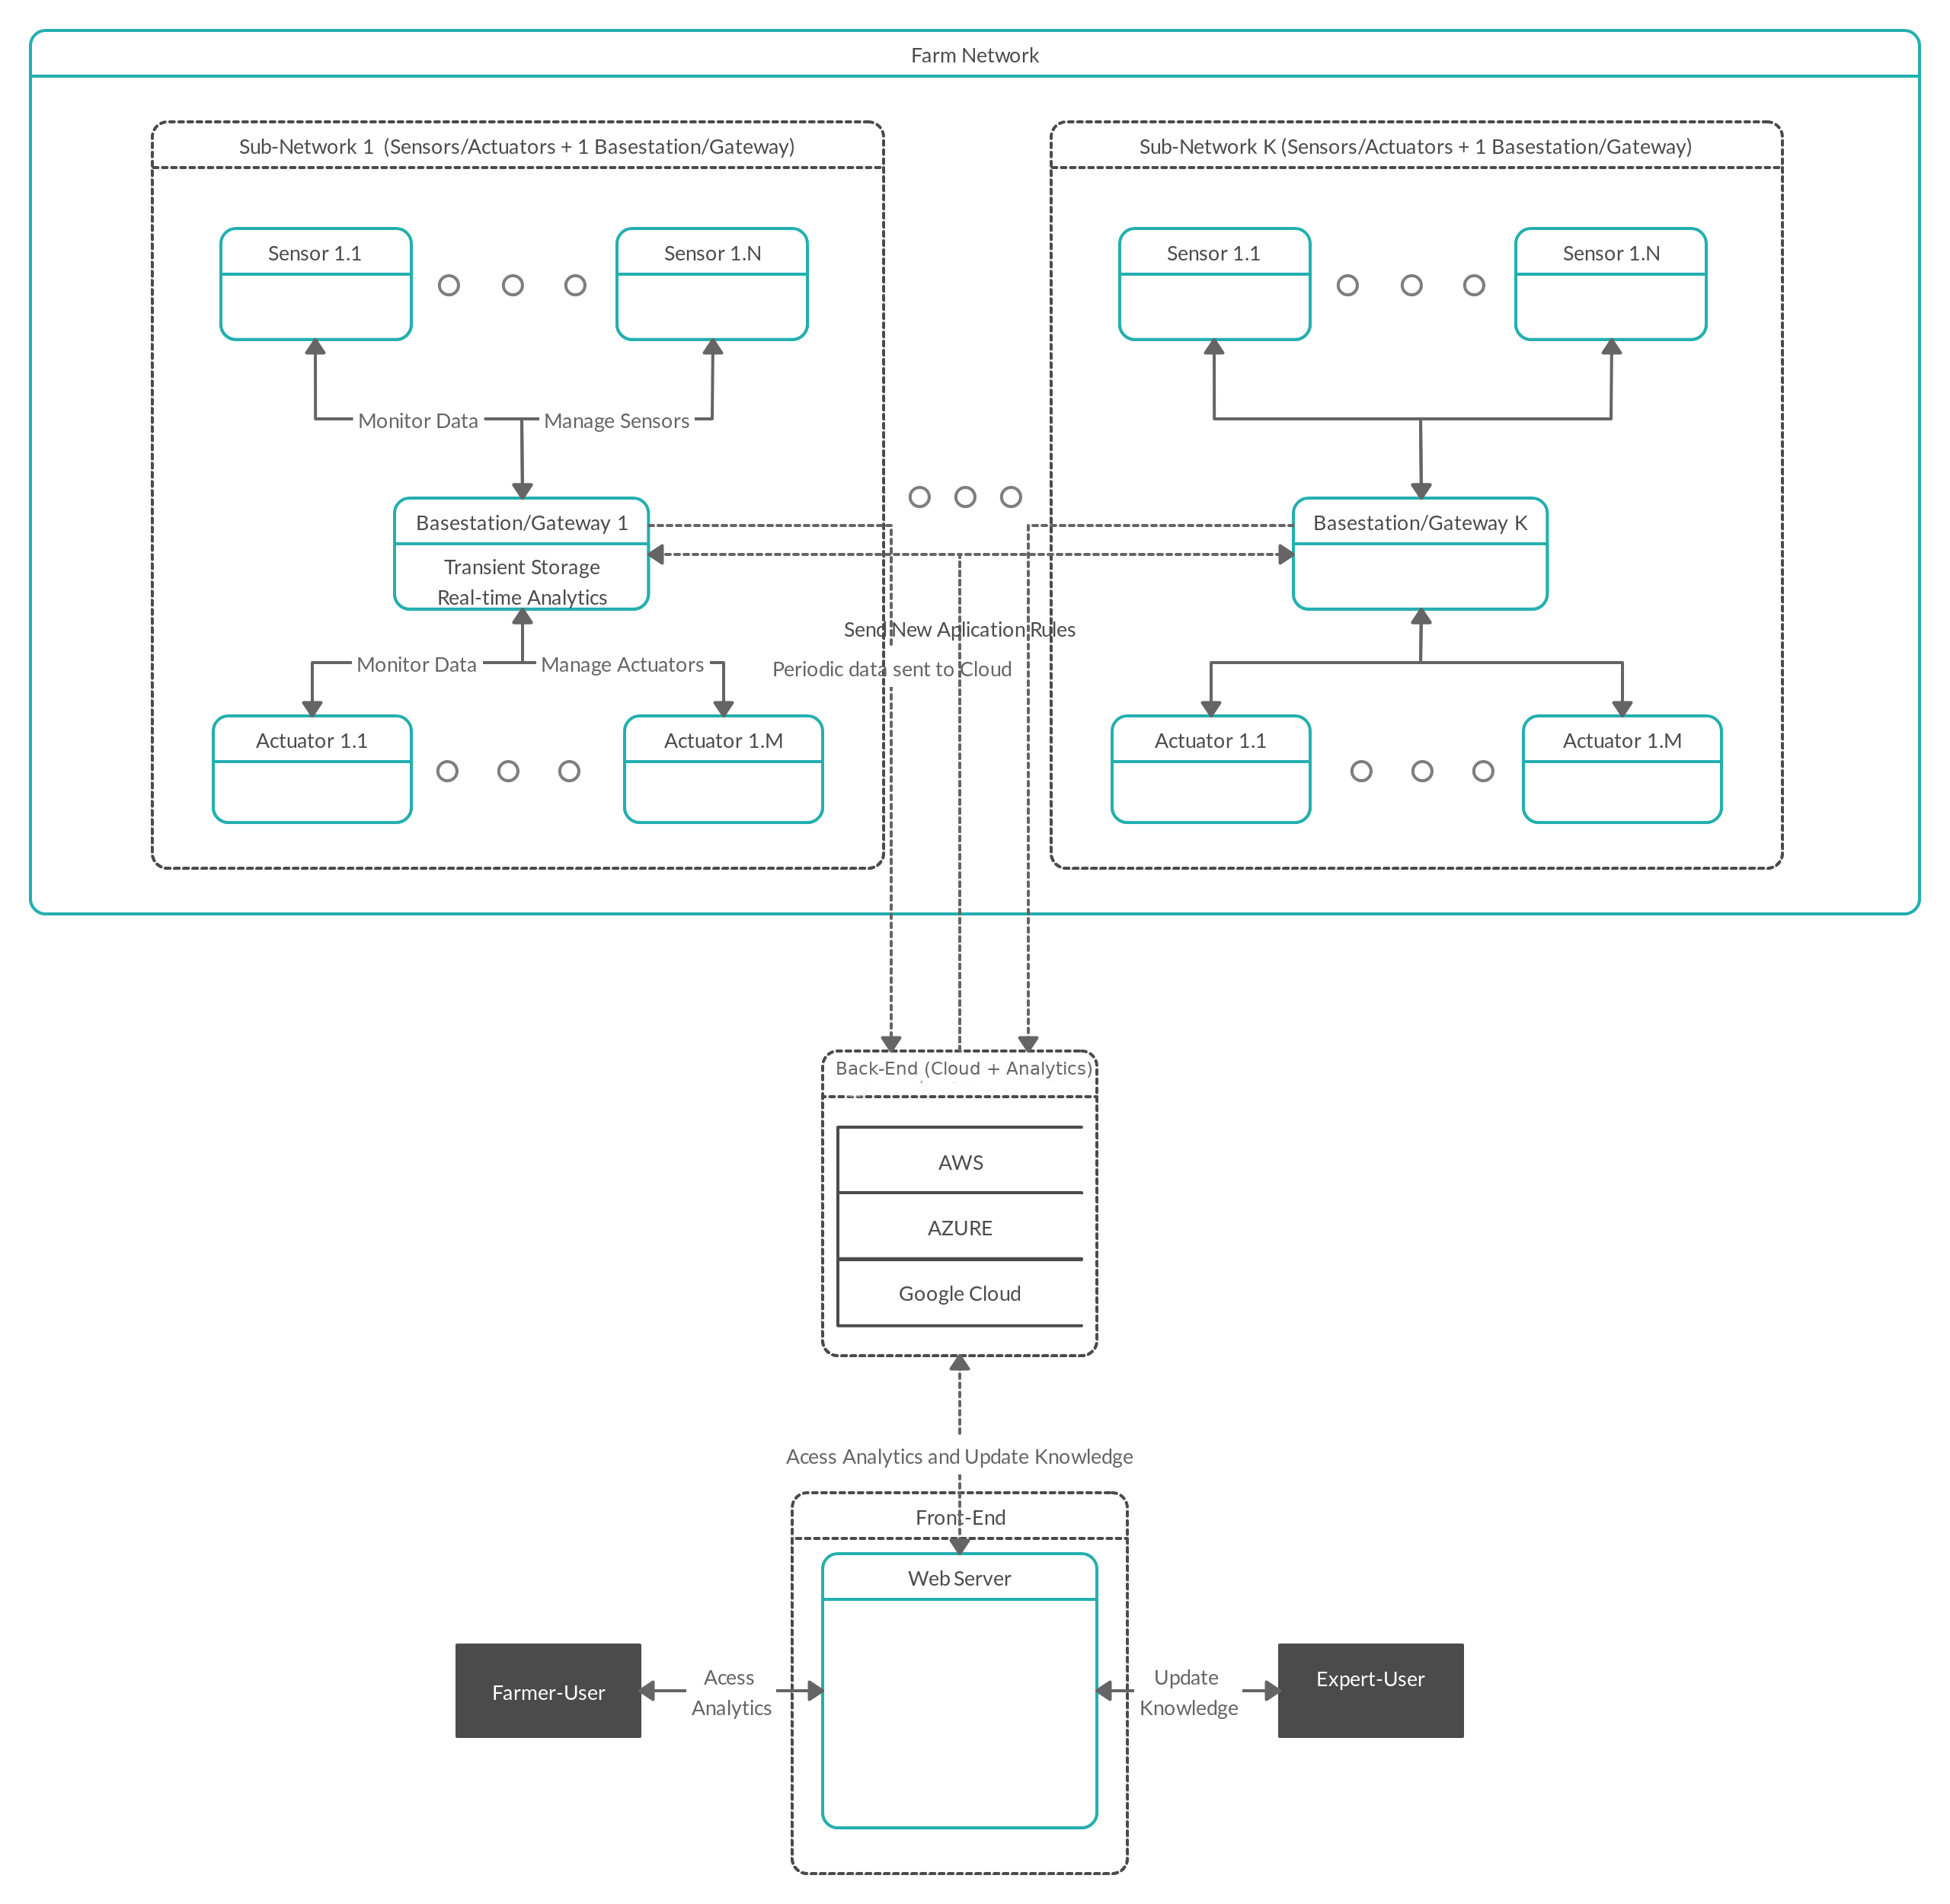 Farm Network
Sub-Network 1 (Sensors/Actuators + 1 Basestation/Gateway)
Sub-Network K (Sensors/Actuators + 1 Basestation/Gateway)
Sensor 1.1
Sensor 1.N
Sensor 1.1
Sensor 1.N
Monitor Data
Manage Sensors
Basestation/Gateway 1
Transient Storage
Real-time Analytics
Basestation/Gateway K
Send New Aplication Rules
Periodic data sent to Cloud
Monitor Data
Manage Actuators
Actuator 1.1
Actuator 1.M
Actuator 1.1
Actuator 1.M
Back-End (Cloud + Analytics)
AWS
AZURE
Google Cloud
Acess Analytics and Update Knowledge
Front-End
Web Server
Farmer-User
Acess
Analytics
Update
Knowledge
Expert-User